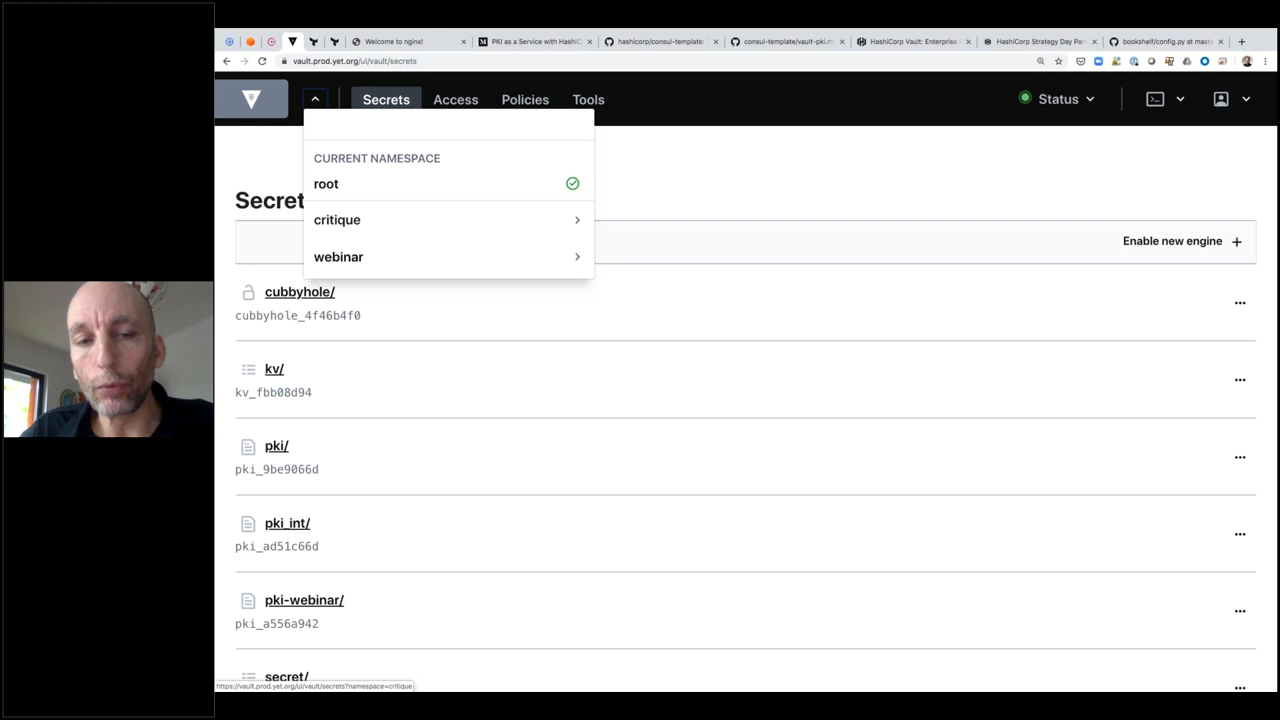 Welcome to nginx!
PKI as a Service with HashiC
hashicorp/consul-template:
consul-template/vault-pki.m
HashiCorp Vault: Enterprise
HashiCorp Strategy Day Pa
bookshelf/config.py at mast
vault.prod.yet.org/ui/vault/secrets
Secrets
Access
Policies
Tools
Status
CURRENT NAMESPACE
root
critique
webinar
Secret
Enable new engine
cubbyhole/
cubbyhole_4f46b4f0
kv/
kv_fbb08d94
pki/
pki_9be9066d
pki_int/
pki_ad51c66d
pki-webinar/
pki_a556a942
secret/
https://vault.prod.yet.org/ui/vault/secrets?namespace=critique